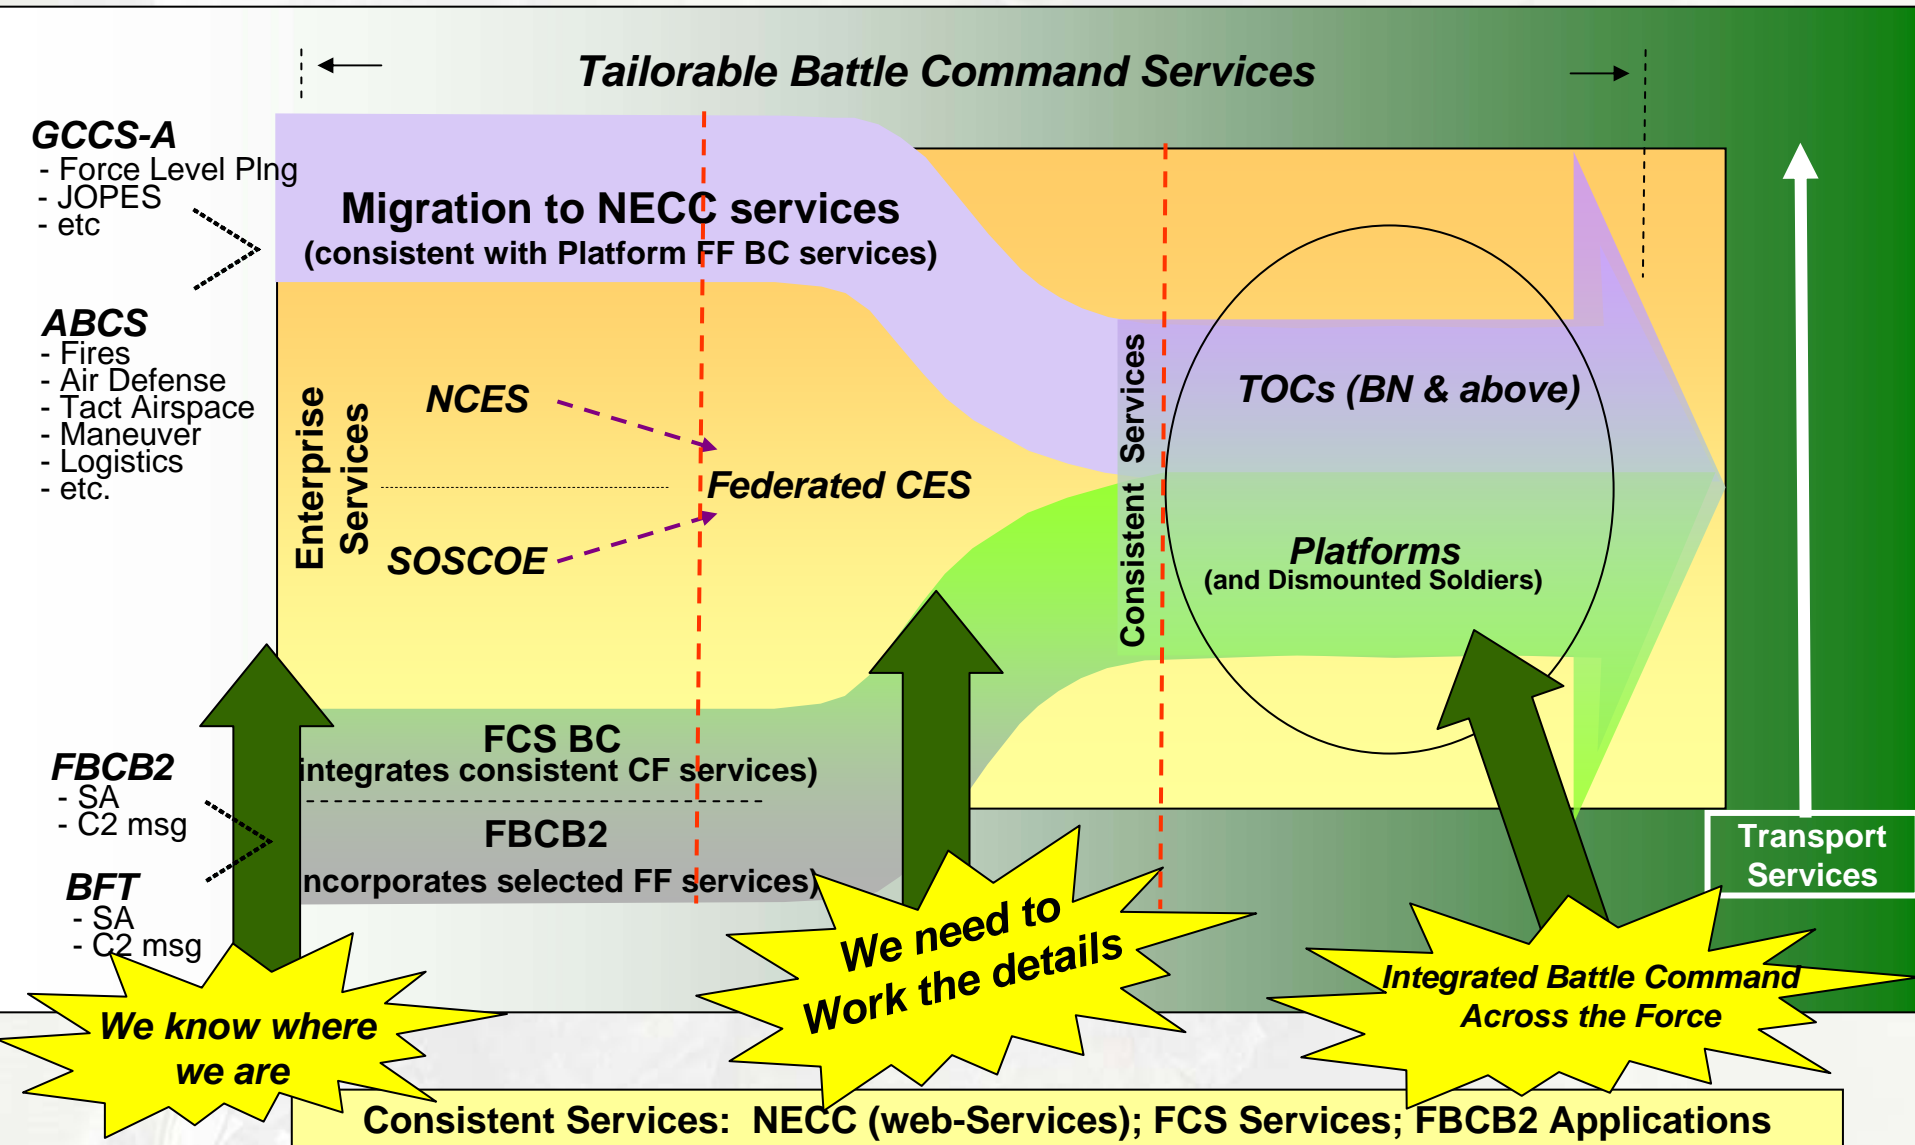 Tailorable Battle Command Services
GCCS-A
- Force Level Plng
- JOPES
- etc
ABCS
- Fires
- Air Defense
- Tact Airspace
- Maneuver
- Logistics
- etc.
FBCB2
- SA
- C2 msg
BFT
- SA
- C2 msg
Migration to NECC services
(consistent with Platform FF BC services)
Enterprise
Services
NCES
SOSCOE
Federated CES
FCS BC
integrates consistent CF services)
FBCB2
ncorporates selected FF services)
Consistent Services
TOCs (BN & above)
Platforms
(and Dismounted Soldiers)
Transport
Services
We know where
we are
We need to
Work the details
Integrated Battle Command
Across the Force
Consistent Services: NECC (web-Services); FCS Services; FBCB2 Applications